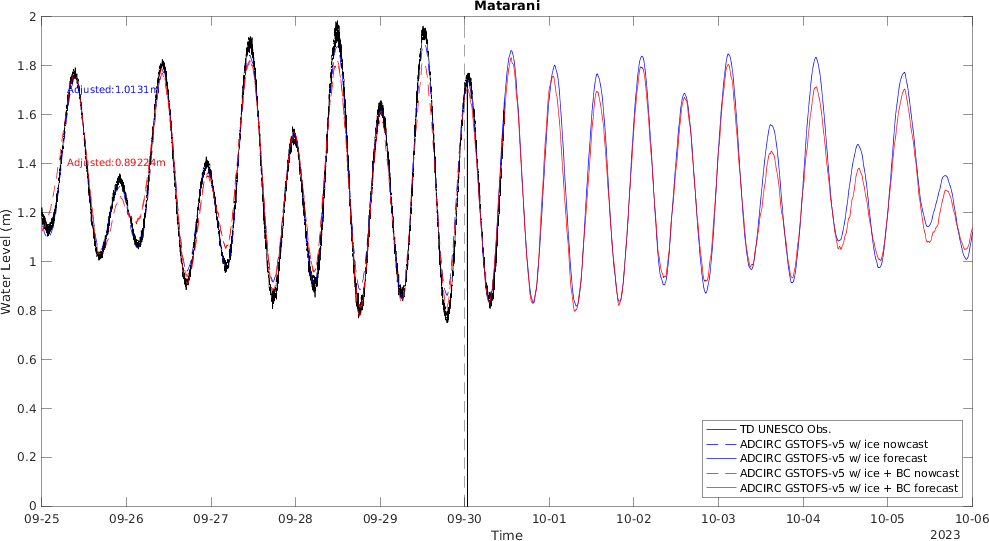 Matarani
2
1.8
Adjusted:1.0131m
1.6
1.4
Adjusted:0.89224m
1.2
1
0.8
0.6
0.4
0.2
0
Water Level (m)
TD UNESCO Obs.
ADCIRC GSTOFS-v5 w/ ice nowcast
ADCIRC GSTOFS-v5 w/ ice forecast
ADCIRC GSTOFS-v5 w/ ice + BC nowcast
ADCIRC GSTOFS-v5 w/ ice + BC forecast
09-25 09-26 09-27 09-28 09-29 09-30 10-01 10-02 10-03 10-04 10-05 10-06
Time
2023